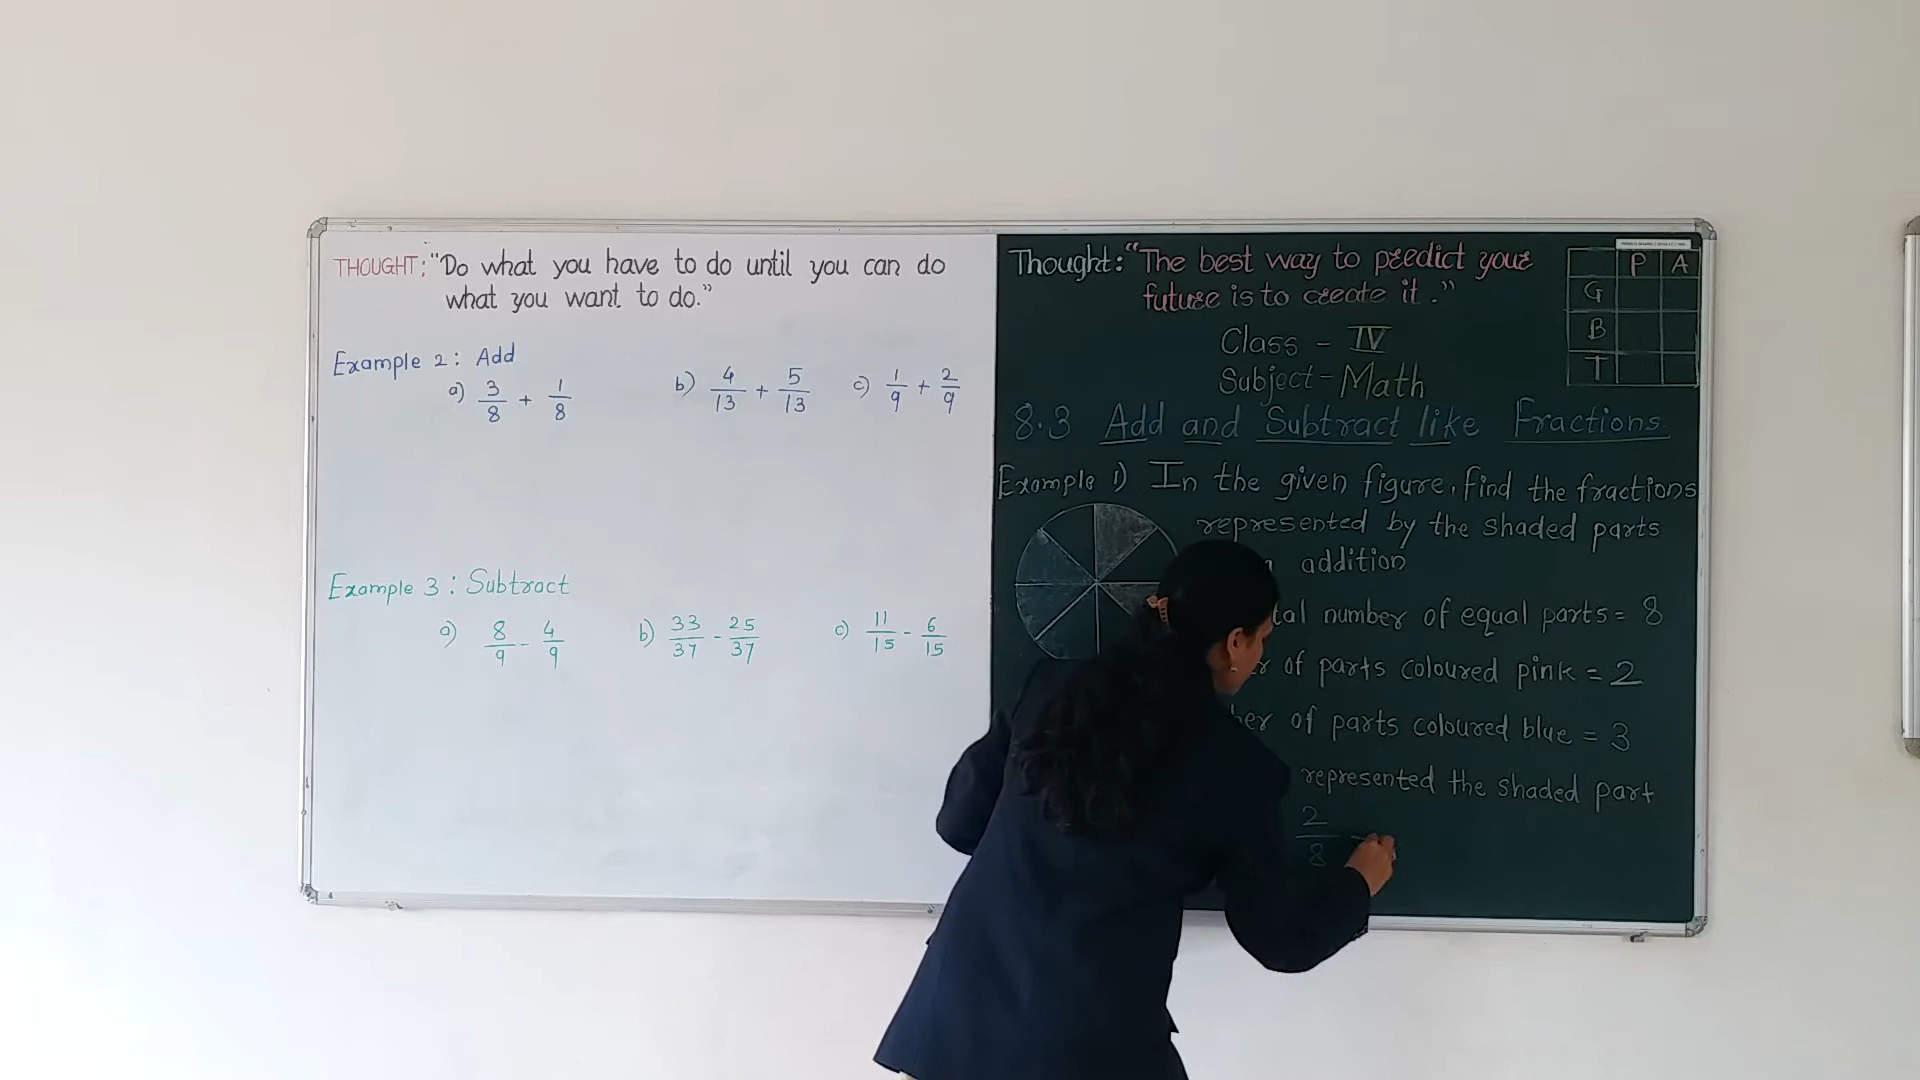 THOUGHT: "Do what you have to do until you can do
what you want to do."
Example 2: Add
a) 3/8 + 1/8 b) 4/13 + 5/13 c) 1/9 + 2/9
Example 3: Subtract
a) 8/9 - 4/9 b) 33/37 - 25/37 c) 11/15 - 6/15
Thought: "The best way to predict your
future is to create it."
P A
G
B
T
Class - IV
Subject - Math
8.3 Add and Subtract like Fractions
Example 1) In the given figure, find the fractions
represented by the shaded parts
addition
number of equal parts = 8
of parts coloured pink = 2
of parts coloured blue = 3
represented the shaded part
2/8